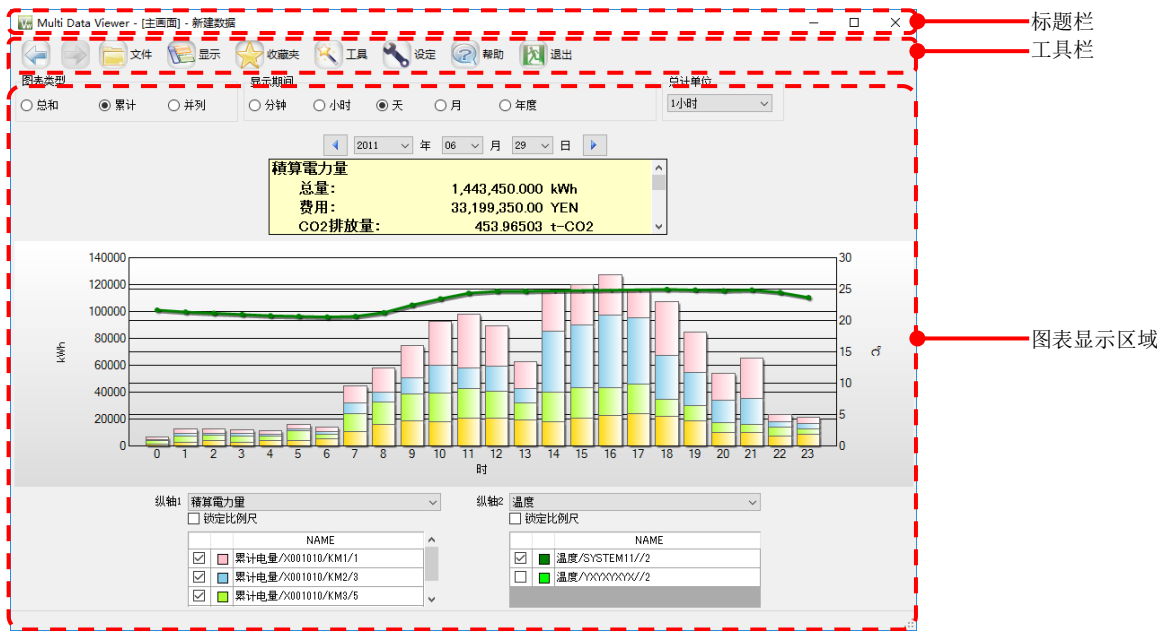 Multi Data Viewer - [主画面] - 新建数据
标题栏
文件 显示 收藏夹 工具 设定 帮助 退出
工具栏
图表类型 显示期间 总计单位
总和 累计 并列 分钟 小时 天 月 年度 1小时
2011 年 06 月 29 日
積算電力量
总量: 1,443,450.000 kWh
费用: 33,199,350.00 YEN
CO2排放量: 453.96503 t-CO2
140000 30
120000 25
100000 20
80000 15
60000 10
40000 5
20000 0
0
kWh
℃
图表显示区域
0 1 2 3 4 5 6 7 8 9 10 11 12 13 14 15 16 17 18 19 20 21 22 23
时
纵轴1 積算電力量 纵轴2 温度
锁定比例尺 锁定比例尺
NAME NAME
累计电量/X001010/KM1/1 温度/SYSTEM11//2
累计电量/X001010/KM2/3 温度/YXYXYXYX//2
累计电量/X001010/KM3/5